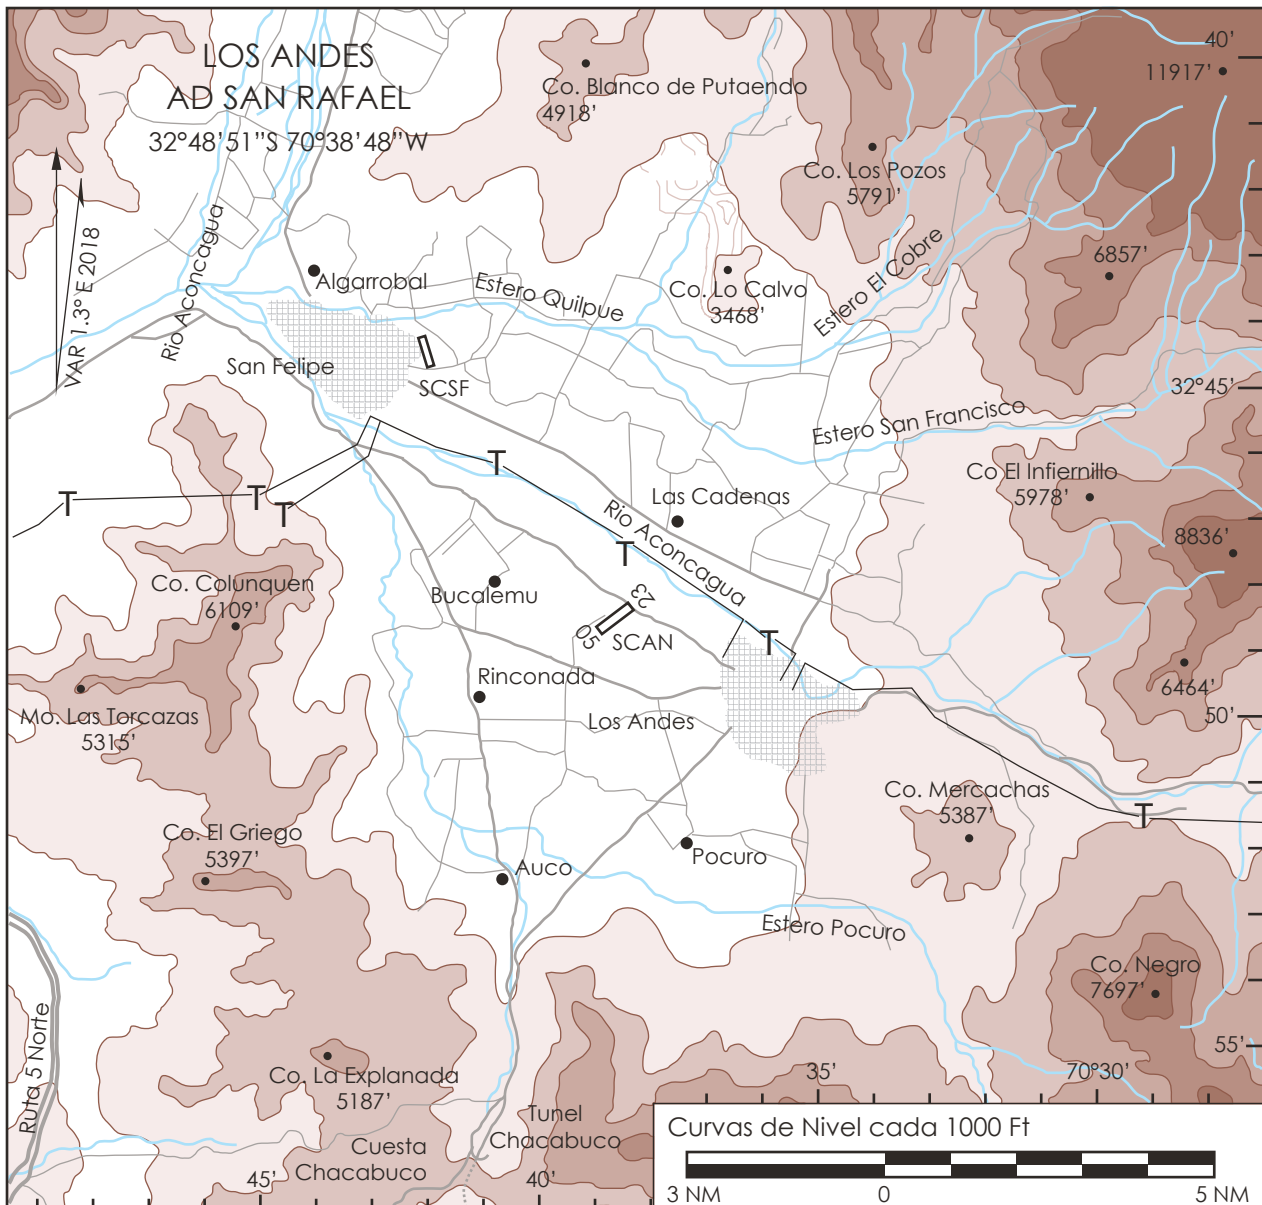 LOS ANDES
AD SAN RAFAEL
32°48'51"S 70°38'48"W
VAR 1.3° E 2018
Rio Aconcagua
Algarrobal
San Felipe
SCSF
Estero Quilpue
Co. Blanco de Putaendo
4918'
Co. Los Pozos
5791'
11917'
40'
6857'
Co. Lo Calvo
3468'
Estero El Cobre
32°45'
Estero San Francisco
Co El Infiernillo
5978'
8836'
6464'
50'
T
T
T
T
T
T
T
Las Cadenas
Rio Aconcagua
Bucalemu
23
05
SCAN
Rinconada
Los Andes
Co. Colunquen
6109'
Mo. Las Torcazas
5315'
Co. El Griego
5397'
Auco
Pocuro
Estero Pocuro
Co. Mercachas
5387'
Co. Negro
7697'
55'
Ruta 5 Norte
Co. La Explanada
5187'
Cuesta
Chacabuco
Tunel
Chacabuco
45'
40'
35'
70°30'
Curvas de Nivel cada 1000 Ft
3 NM
0
5 NM